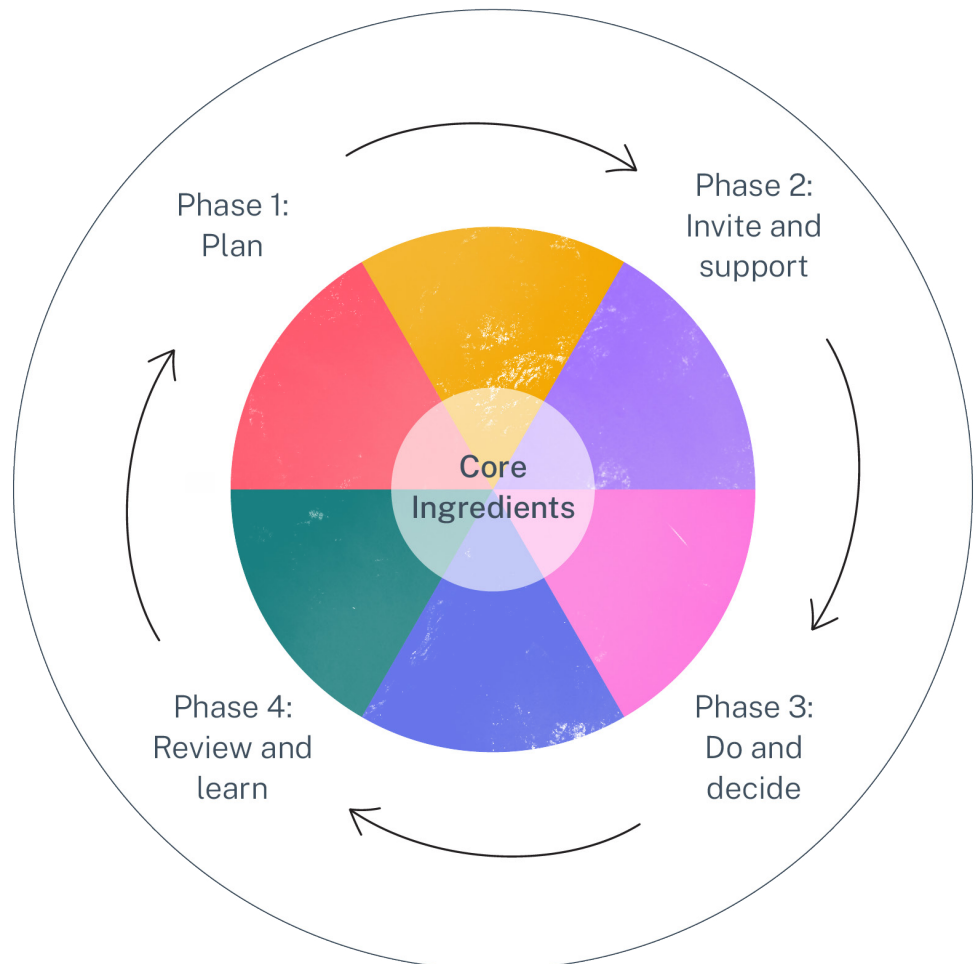 Phase 1:
Plan
Phase 2:
Invite and
support
Core
Ingredients
Phase 3:
Do and
decide
Phase 4:
Review and
learn